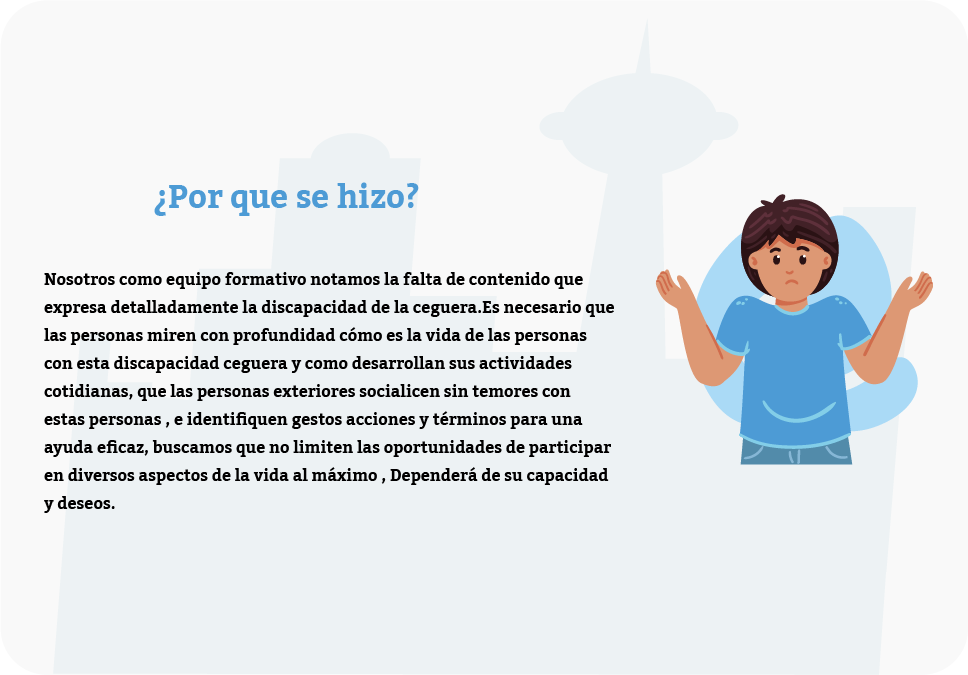 ¿Por que se hizo?
Nosotros como equipo formativo notamos la falta de contenido que
expresa detalladamente la discapacidad de la ceguera.Es necesario que
las personas miren con profundidad cómo es la vida de las personas
con esta discapacidad ceguera y como desarrollan sus actividades
cotidianas, que las personas exteriores socialicen sin temores con
estas personas , e identifiquen gestos acciones y términos para una
ayuda eficaz, buscamos que no limiten las oportunidades de participar
en diversos aspectos de la vida al máximo , Dependerá de su capacidad
y deseos.